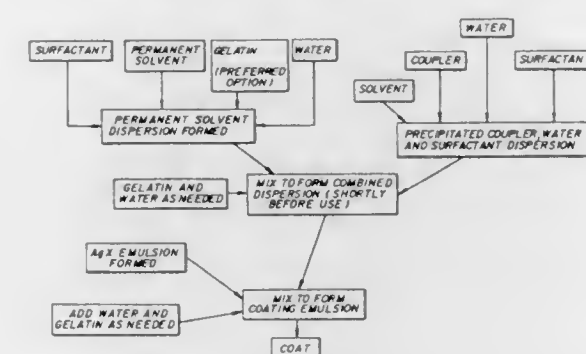 WATER
SURFACTANT
PERMANENT
SOLVENT
GELATIN
(PREFERRED
OPTION)
WATER
COUPLER
SURFACTAN
SOLVENT
PERMANENT SOLVENT
DISPERSION FORMED
PRECIPITATED COUPLER, WATER
AND SURFACTANT DISPERSION
GELATIN AND
WATER AS NEEDED
MIX TO FORM COMBINED
DISPERSION (SHORTLY
BEFORE USE)
AgX EMULSION
FORMED
ADD WATER AND
GELATIN AS NEEDED
MIX TO FORM
COATING EMULSION
COAT